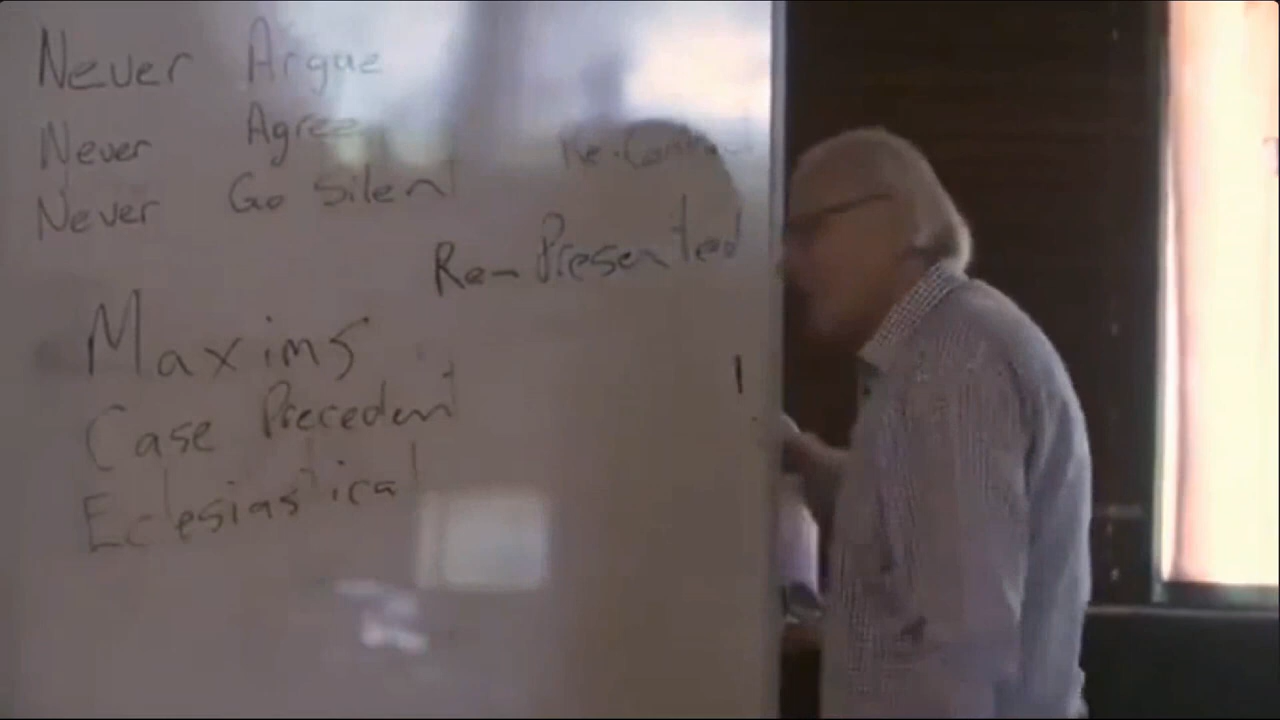 Never Argue
Never Agree
Never Go Silent
Re-Presented
Maxims
Case Precedent
Eclesiastical